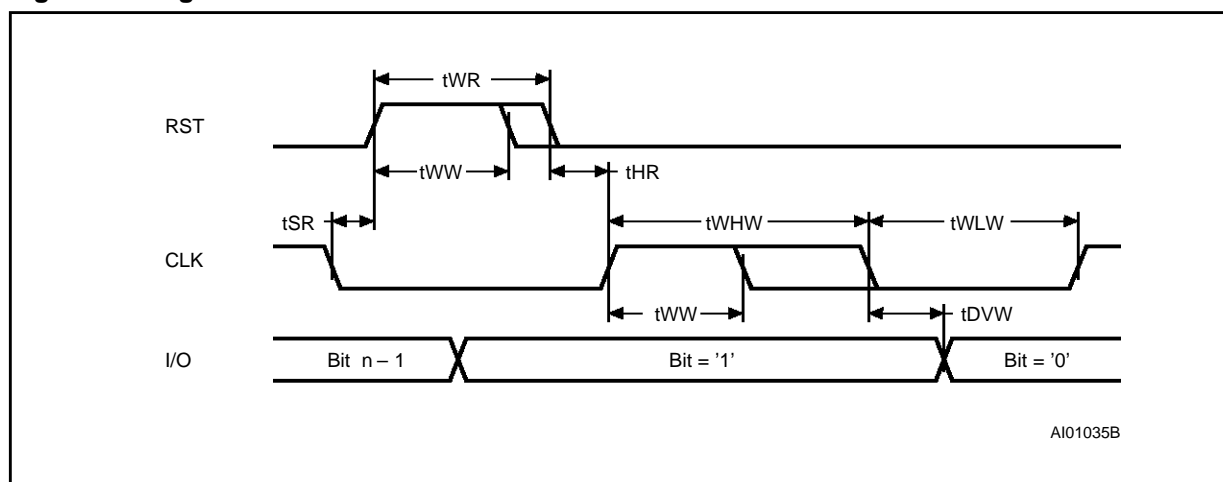 tWR
RST
tWW
tHR
tSR
tWHW
tWLW
CLK
tWW
tDVW
I/O
Bit n – 1
Bit = '1'
Bit = '0'
AI01035B